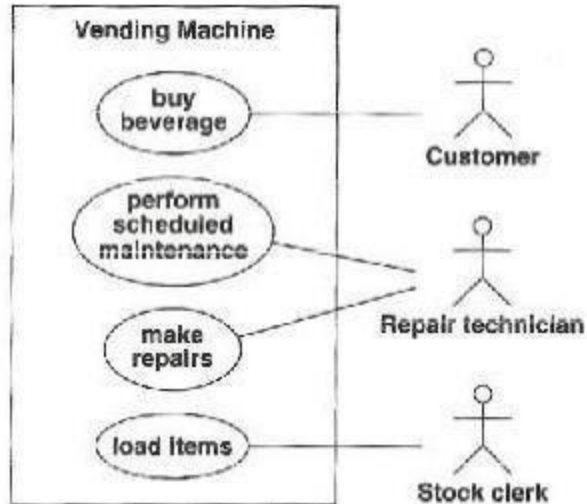 Vending Machine
buy
beverage
Customer
perform
scheduled
maintenance
Repair technician
make
repairs
load items
Stock clerk